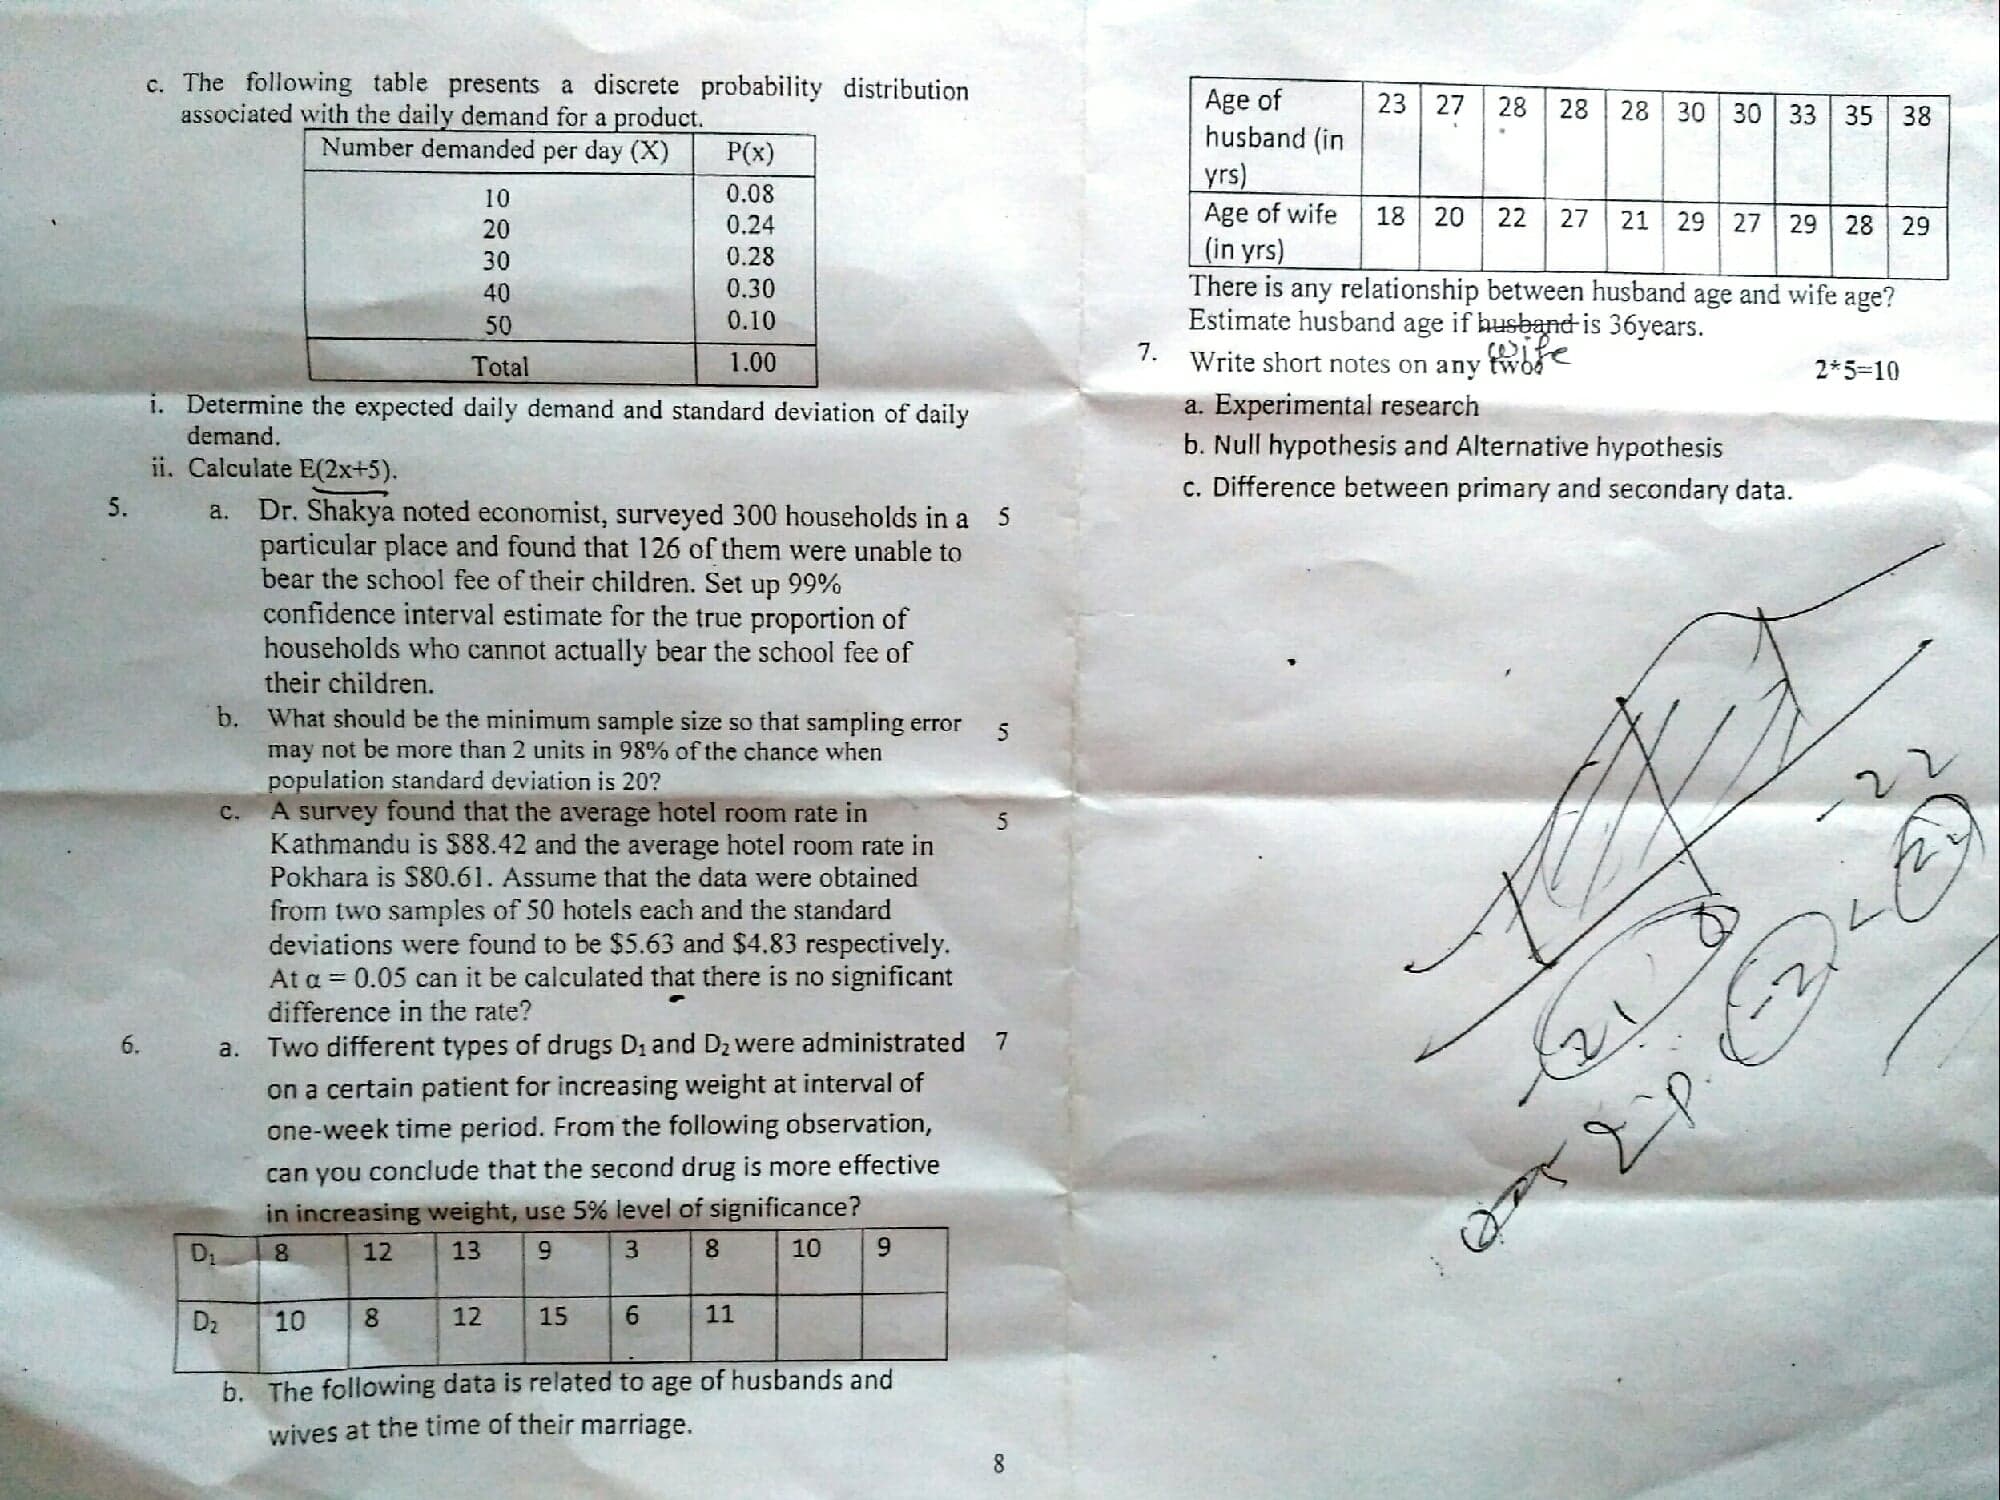 c. The following table presents a discrete probability distribution
associated with the daily demand for a product.
Number demanded per day (X) P(x)
10 0.08
20 0.24
30 0.28
40 0.30
50 0.10
Total 1.00
i. Determine the expected daily demand and standard deviation of daily
demand.
ii. Calculate E(2x+5).
5. a. Dr. Shakya noted economist, surveyed 300 households in a 5
particular place and found that 126 of them were unable to
bear the school fee of their children. Set up 99%
confidence interval estimate for the true proportion of
households who cannot actually bear the school fee of
their children.
b. What should be the minimum sample size so that sampling error 5
may not be more than 2 units in 98% of the chance when
population standard deviation is 20?
c. A survey found that the average hotel room rate in 5
Kathmandu is $88.42 and the average hotel room rate in
Pokhara is $80.61. Assume that the data were obtained
from two samples of 50 hotels each and the standard
deviations were found to be $5.63 and $4.83 respectively.
At α = 0.05 can it be calculated that there is no significant
difference in the rate?
6. a. Two different types of drugs D₁ and D₂ were administrated 7
on a certain patient for increasing weight at interval of
one-week time period. From the following observation,
can you conclude that the second drug is more effective
in increasing weight, use 5% level of significance?
D₁ 8 12 13 9 3 8 10 9
D₂ 10 8 12 15 6 11
b. The following data is related to age of husbands and
wives at the time of their marriage.
8
Age of 23 27 28 28 28 30 30 33 35 38
husband (in
yrs)
Age of wife 18 20 22 27 21 29 27 29 28 29
(in yrs)
There is any relationship between husband age and wife age?
Estimate husband age if husband is 36years.
wife
7. Write short notes on any two: 2*5=10
a. Experimental research
b. Null hypothesis and Alternative hypothesis
c. Difference between primary and secondary data.
-22
21